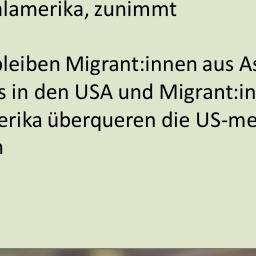 lamerika, zunimmt
bleiben Migrant:innen aus As
s in den USA und Migrant:in
erika überqueren die US-me
n